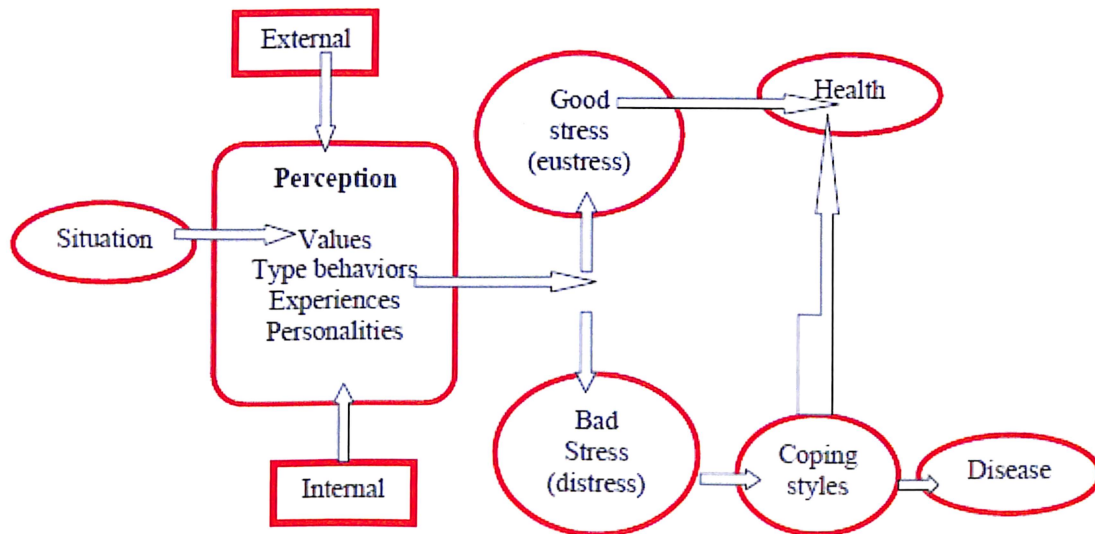 External
Perception
Situation
Values
Type behaviors
Experiences
Personalities
Internal
Good
stress
(eustress)
Health
Bad
Stress
(distress)
Coping
styles
Disease